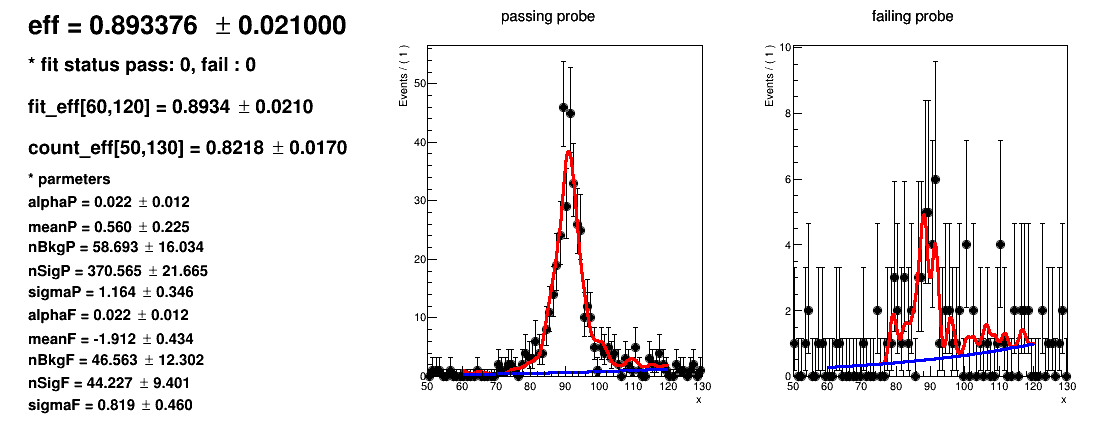 eff = 0.893376 ± 0.021000
* fit status pass: 0, fail : 0
fit_eff[60,120] = 0.8934 ± 0.0210
count_eff[50,130] = 0.8218 ± 0.0170
* parmeters
alphaP = 0.022 ± 0.012
meanP = 0.560 ± 0.225
nBkgP = 58.693 ± 16.034
nSigP = 370.565 ± 21.665
sigmaP = 1.164 ± 0.346
alphaF = 0.022 ± 0.012
meanF = -1.912 ± 0.434
nBkgF = 46.563 ± 12.302
nSigF = 44.227 ± 9.401
sigmaF = 0.819 ± 0.460
passing probe
Events / ( 1 )
50
40
30
20
10
0
50 60 70 80 90 100 110 120 130
x
failing probe
Events / ( 1 )
10
8
6
4
2
0
50 60 70 80 90 100 110 120 130
x